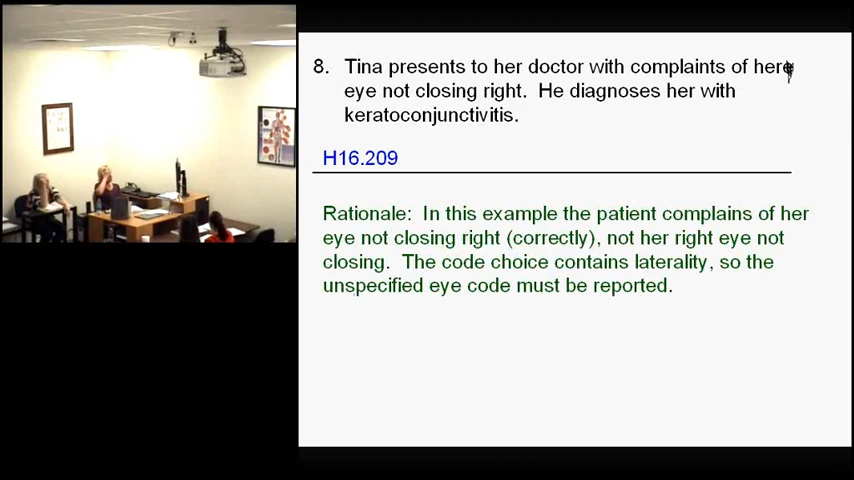 8. Tina presents to her doctor with complaints of here
eye not closing right. He diagnoses her with
keratoconjunctivitis.
H16.209
Rationale: In this example the patient complains of her
eye not closing right (correctly), not her right eye not
closing. The code choice contains laterality, so the
unspecified eye code must be reported.